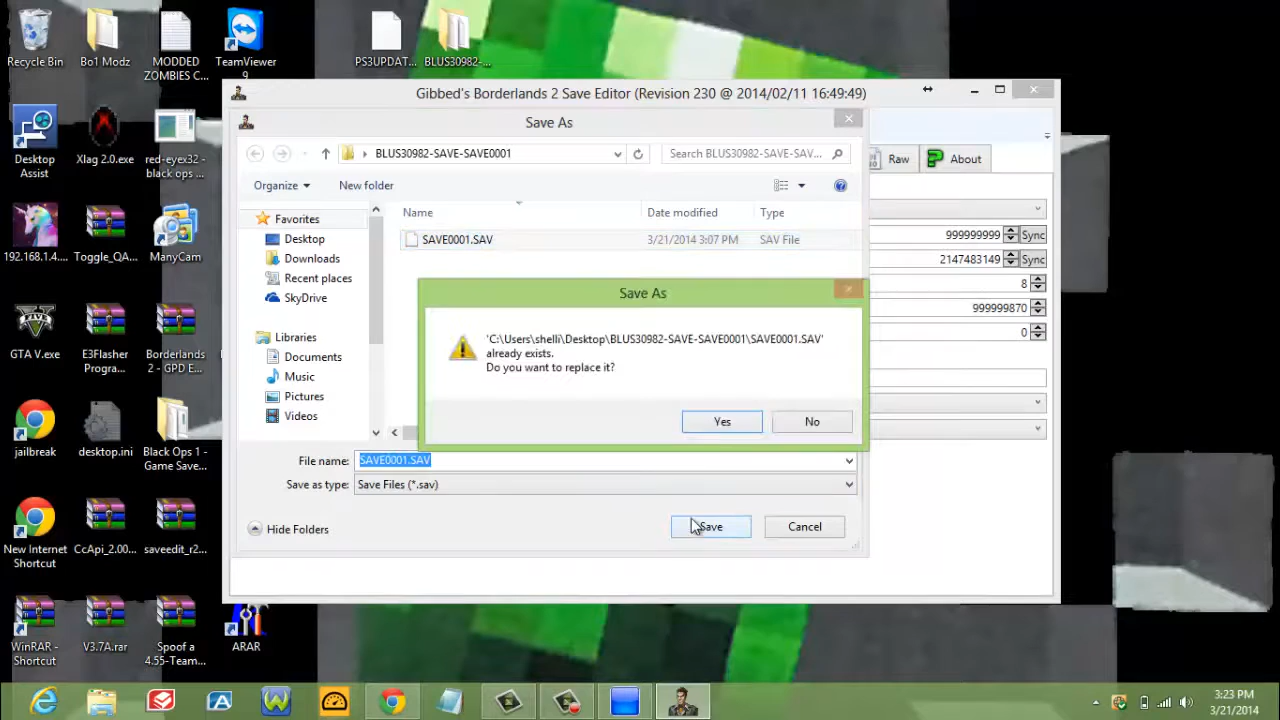 Recycle Bin
Bo1 Modz
MODDED
ZOMBIES C...
TeamViewer
9
PS3UPDAT...
BLUS30982-...
Desktop
Assist
Xlag 2.0.exe
red-eyex32 -
black ops ...
192.168.1.4....
Toggle_QA...
ManyCam
GTA V.exe
E3Flasher
Progra...
Borderlands
2 - GPD E...
jailbreak
desktop.ini
Black Ops 1 -
Game Save...
New Internet
Shortcut
CcApi_2.00...
saveedit_r2...
WinRAR -
Shortcut
V3.7A.rar
Spoof a
4.55-Team...
ARAR
Gibbed's Borderlands 2 Save Editor (Revision 230 @ 2014/02/11 16:49:49)
Raw
About
999999999
Sync
2147483149
Sync
8
999999870
0
Save As
BLUS30982-SAVE-SAVE0001
Search BLUS30982-SAVE-SAV...
Organize
New folder
Name
Date modified
Type
Favorites
Desktop
Downloads
Recent places
SkyDrive
Libraries
Documents
Music
Pictures
Videos
SAVE0001.SAV
3/21/2014 3:07 PM
SAV File
Save As
'C:\Users\shelli\Desktop\BLUS30982-SAVE-SAVE0001\SAVE0001.SAV'
already exists.
Do you want to replace it?
Yes
No
File name:
SAVE0001.SAV
Save as type:
Save Files (*.sav)
Hide Folders
Save
Cancel
3:23 PM
3/21/2014